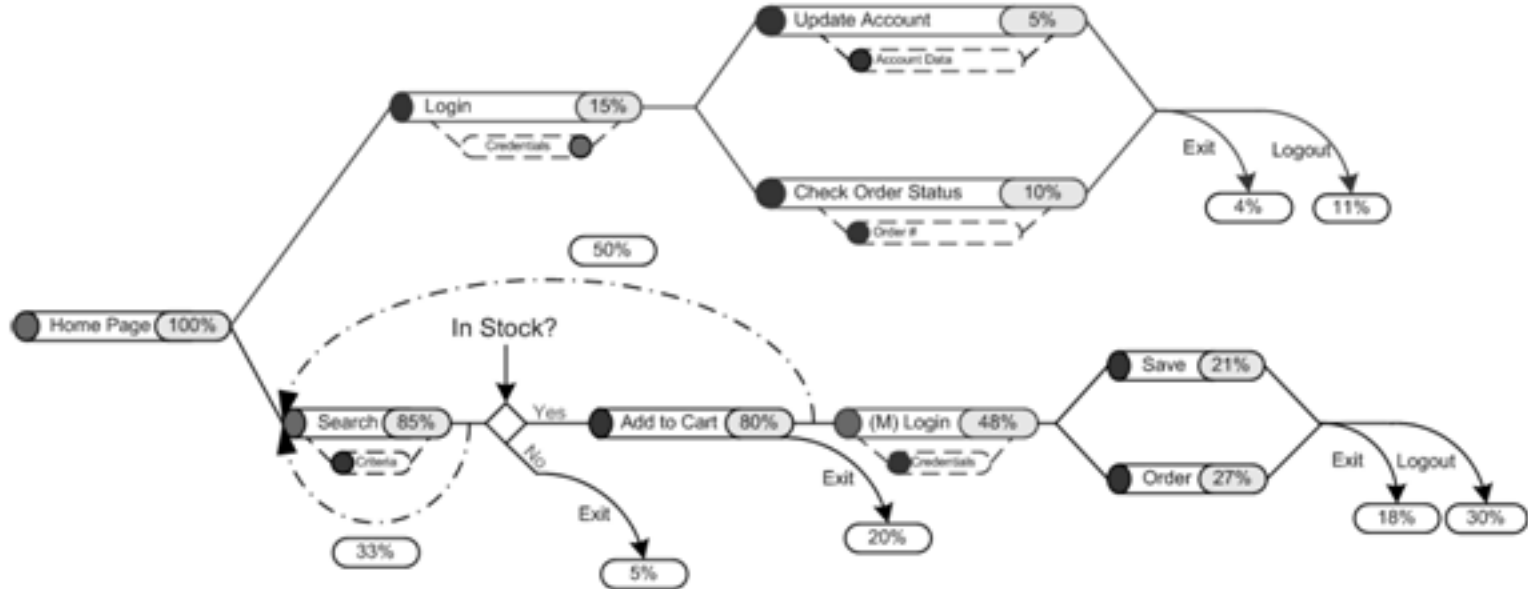 Update Account 5%
Account Data
Login 15%
Credentials
Exit
Logout
Check Order Status 10%
Order #
4%
11%
50%
Home Page 100%
In Stock?
Save 21%
Search 85%
Yes
Add to Cart 80%
(M) Login 48%
Criteria
No
Credentials
Exit
Exit
Logout
Order 27%
Exit
18%
30%
20%
33%
5%